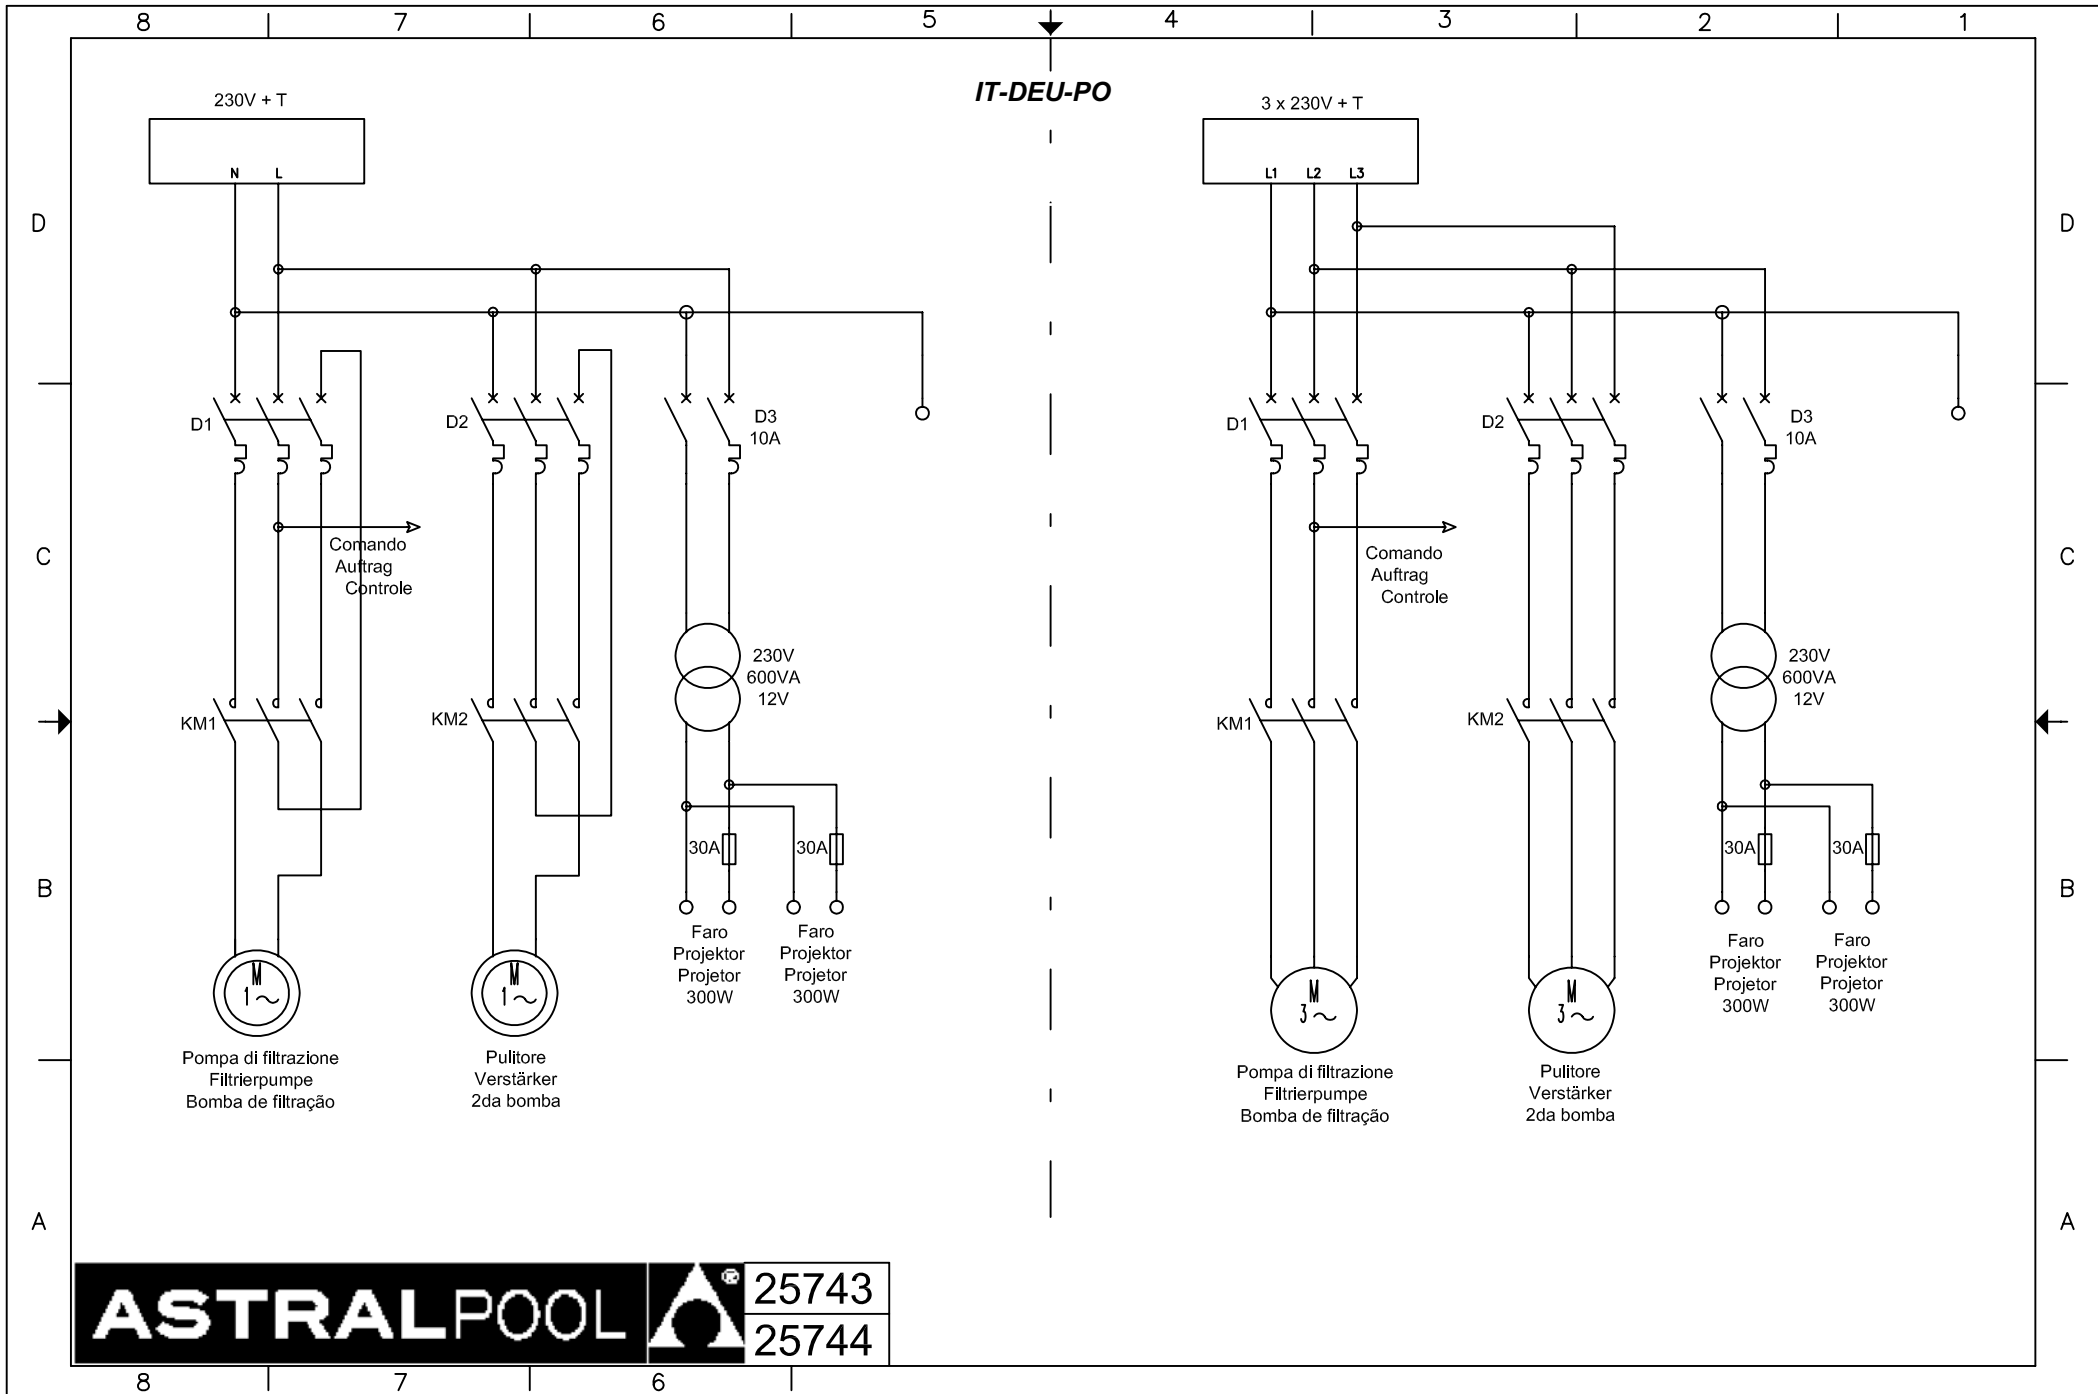 8 7 6 5 4 3 2 1
IT-DEU-PO
230V + T
N L
D
D1
D2
D3
10A
C
Comando
Auftrag
Controle
230V
600VA
12V
KM1
KM2
30A
30A
B
M
1~
M
1~
Faro
Projektor
Projetor
300W
Faro
Projektor
Projetor
300W
Pompa di filtrazione
Filtrierpumpe
Bomba de filtração
Pulitore
Verstärker
2da bomba
A
3 x 230V + T
L1 L2 L3
D
D1
D2
D3
10A
C
Comando
Auftrag
Controle
230V
600VA
12V
KM1
KM2
30A
30A
B
M
3~
M
3~
Faro
Projektor
Projetor
300W
Faro
Projektor
Projetor
300W
Pompa di filtrazione
Filtrierpumpe
Bomba de filtração
Pulitore
Verstärker
2da bomba
A
ASTRALPOOL ®
25743
25744
8 7 6